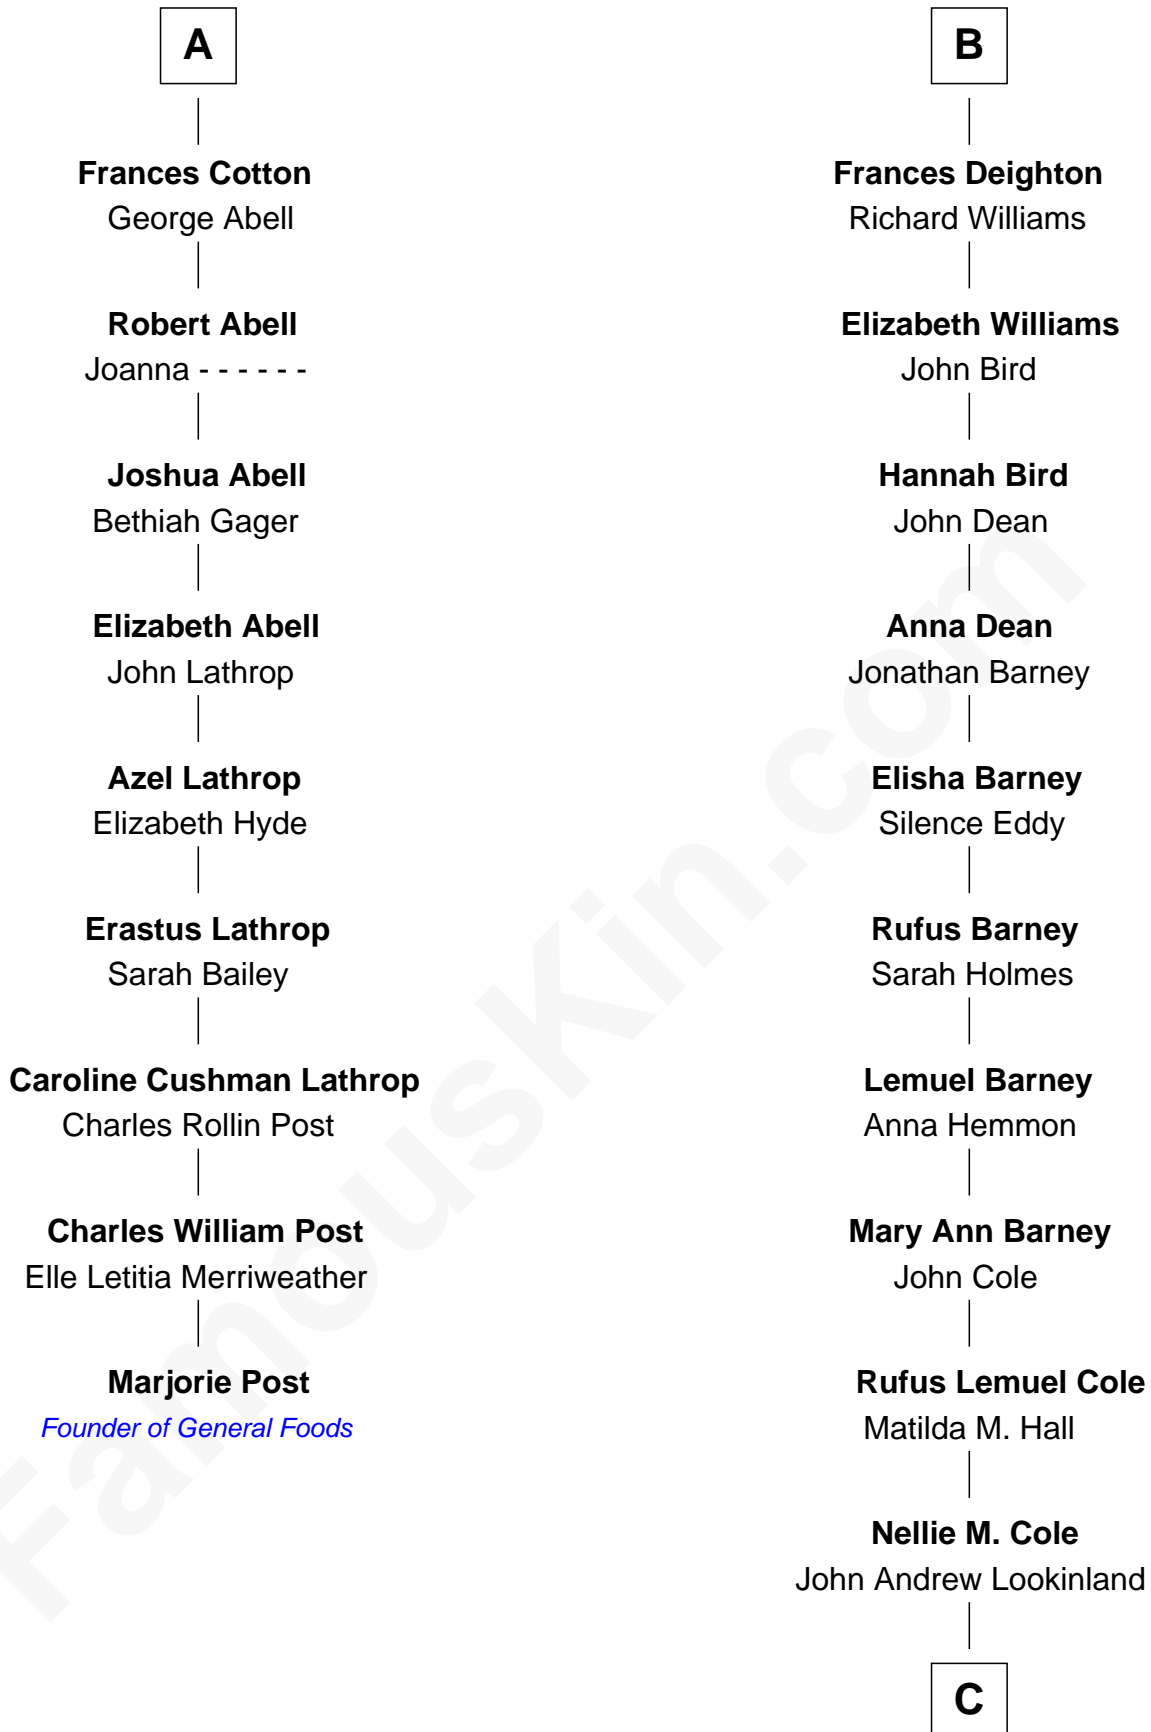 A
Frances Cotton
George Abell
Robert Abell
Joanna - - - - - -
Joshua Abell
Bethiah Gager
Elizabeth Abell
John Lathrop
Azel Lathrop
Elizabeth Hyde
Erastus Lathrop
Sarah Bailey
Caroline Cushman Lathrop
Charles Rollin Post
Charles William Post
Elle Letitia Merriweather
Marjorie Post
Founder of General Foods
B
Frances Deighton
Richard Williams
Elizabeth Williams
John Bird
Hannah Bird
John Dean
Anna Dean
Jonathan Barney
Elisha Barney
Silence Eddy
Rufus Barney
Sarah Holmes
Lemuel Barney
Anna Hemmon
Mary Ann Barney
John Cole
Rufus Lemuel Cole
Matilda M. Hall
Nellie M. Cole
John Andrew Lookinland
C
FamousKin.com